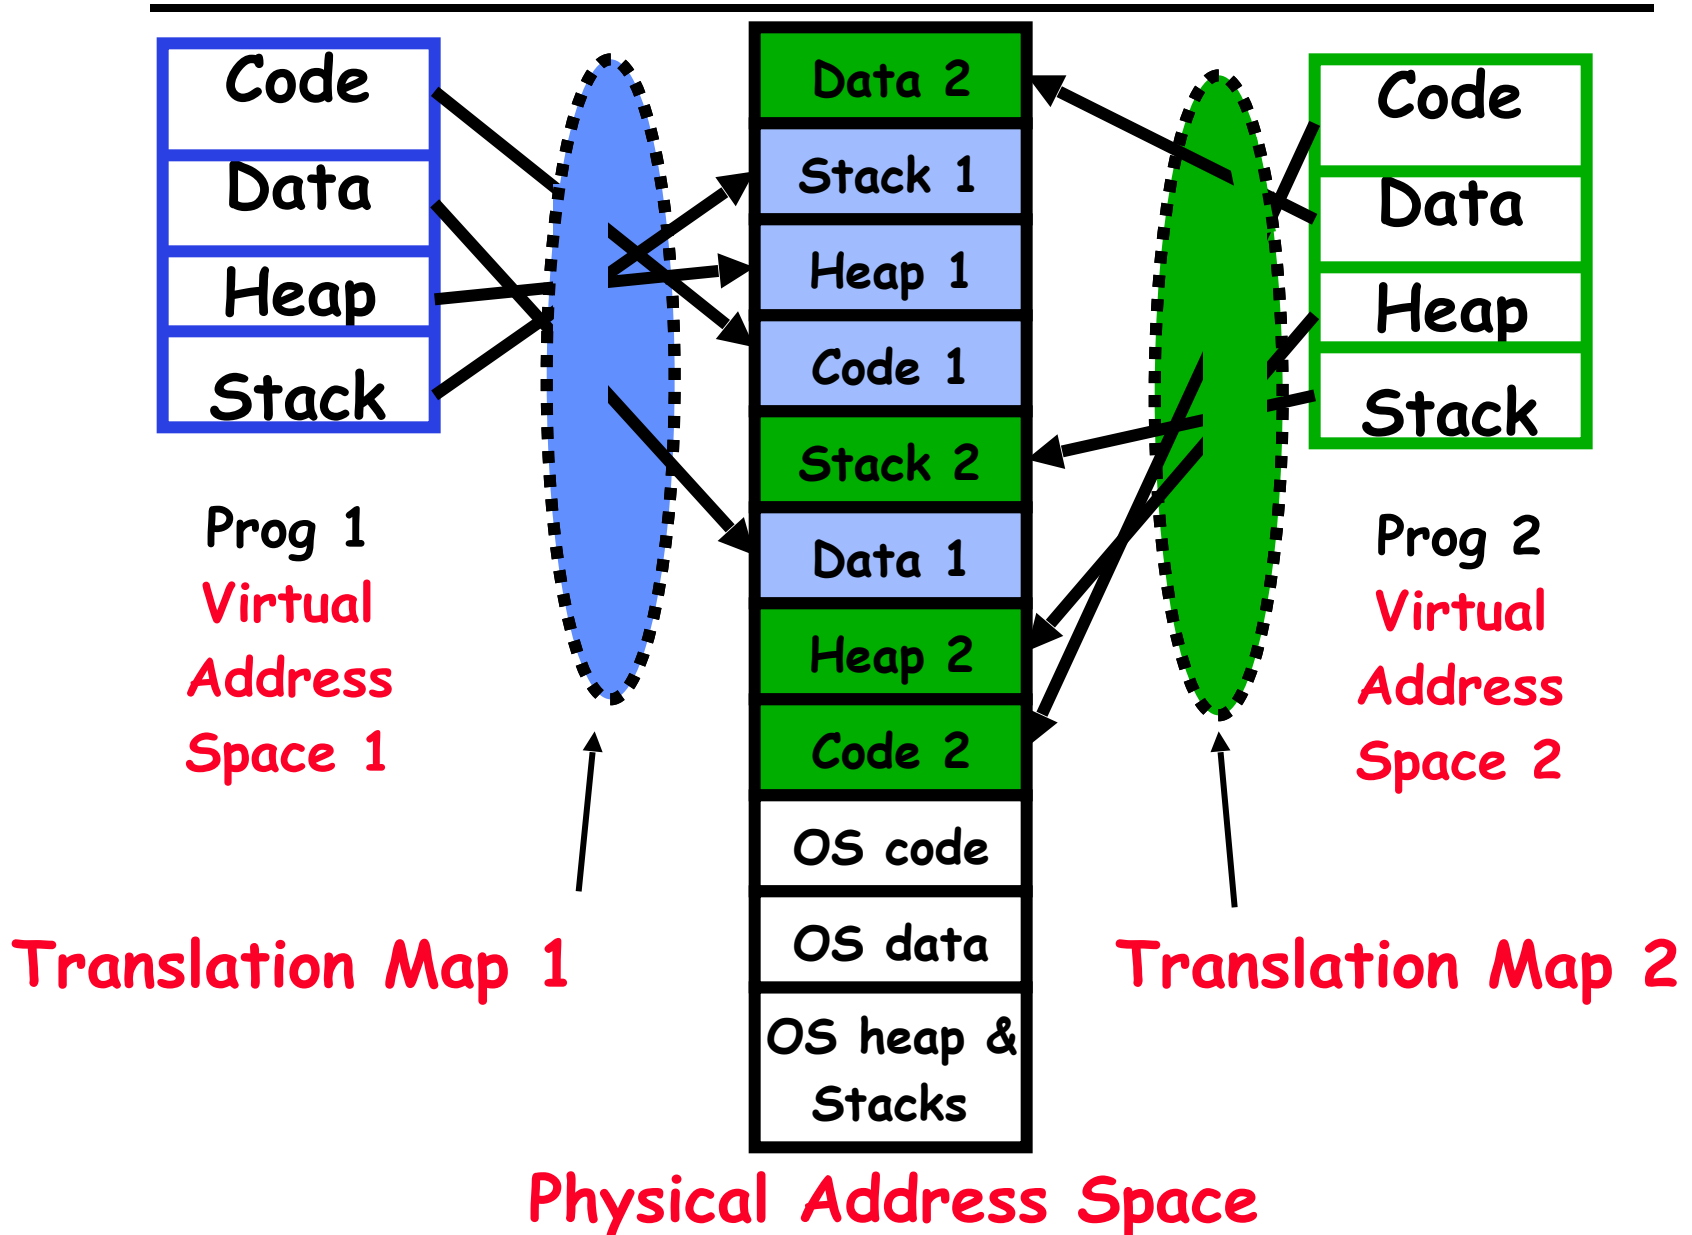 Code
Data
Heap
Stack
Prog 1
Virtual
Address
Space 1
Translation Map 1
Data 2
Stack 1
Heap 1
Code 1
Stack 2
Data 1
Heap 2
Code 2
OS code
OS data
OS heap &
Stacks
Physical Address Space
Code
Data
Heap
Stack
Prog 2
Virtual
Address
Space 2
Translation Map 2